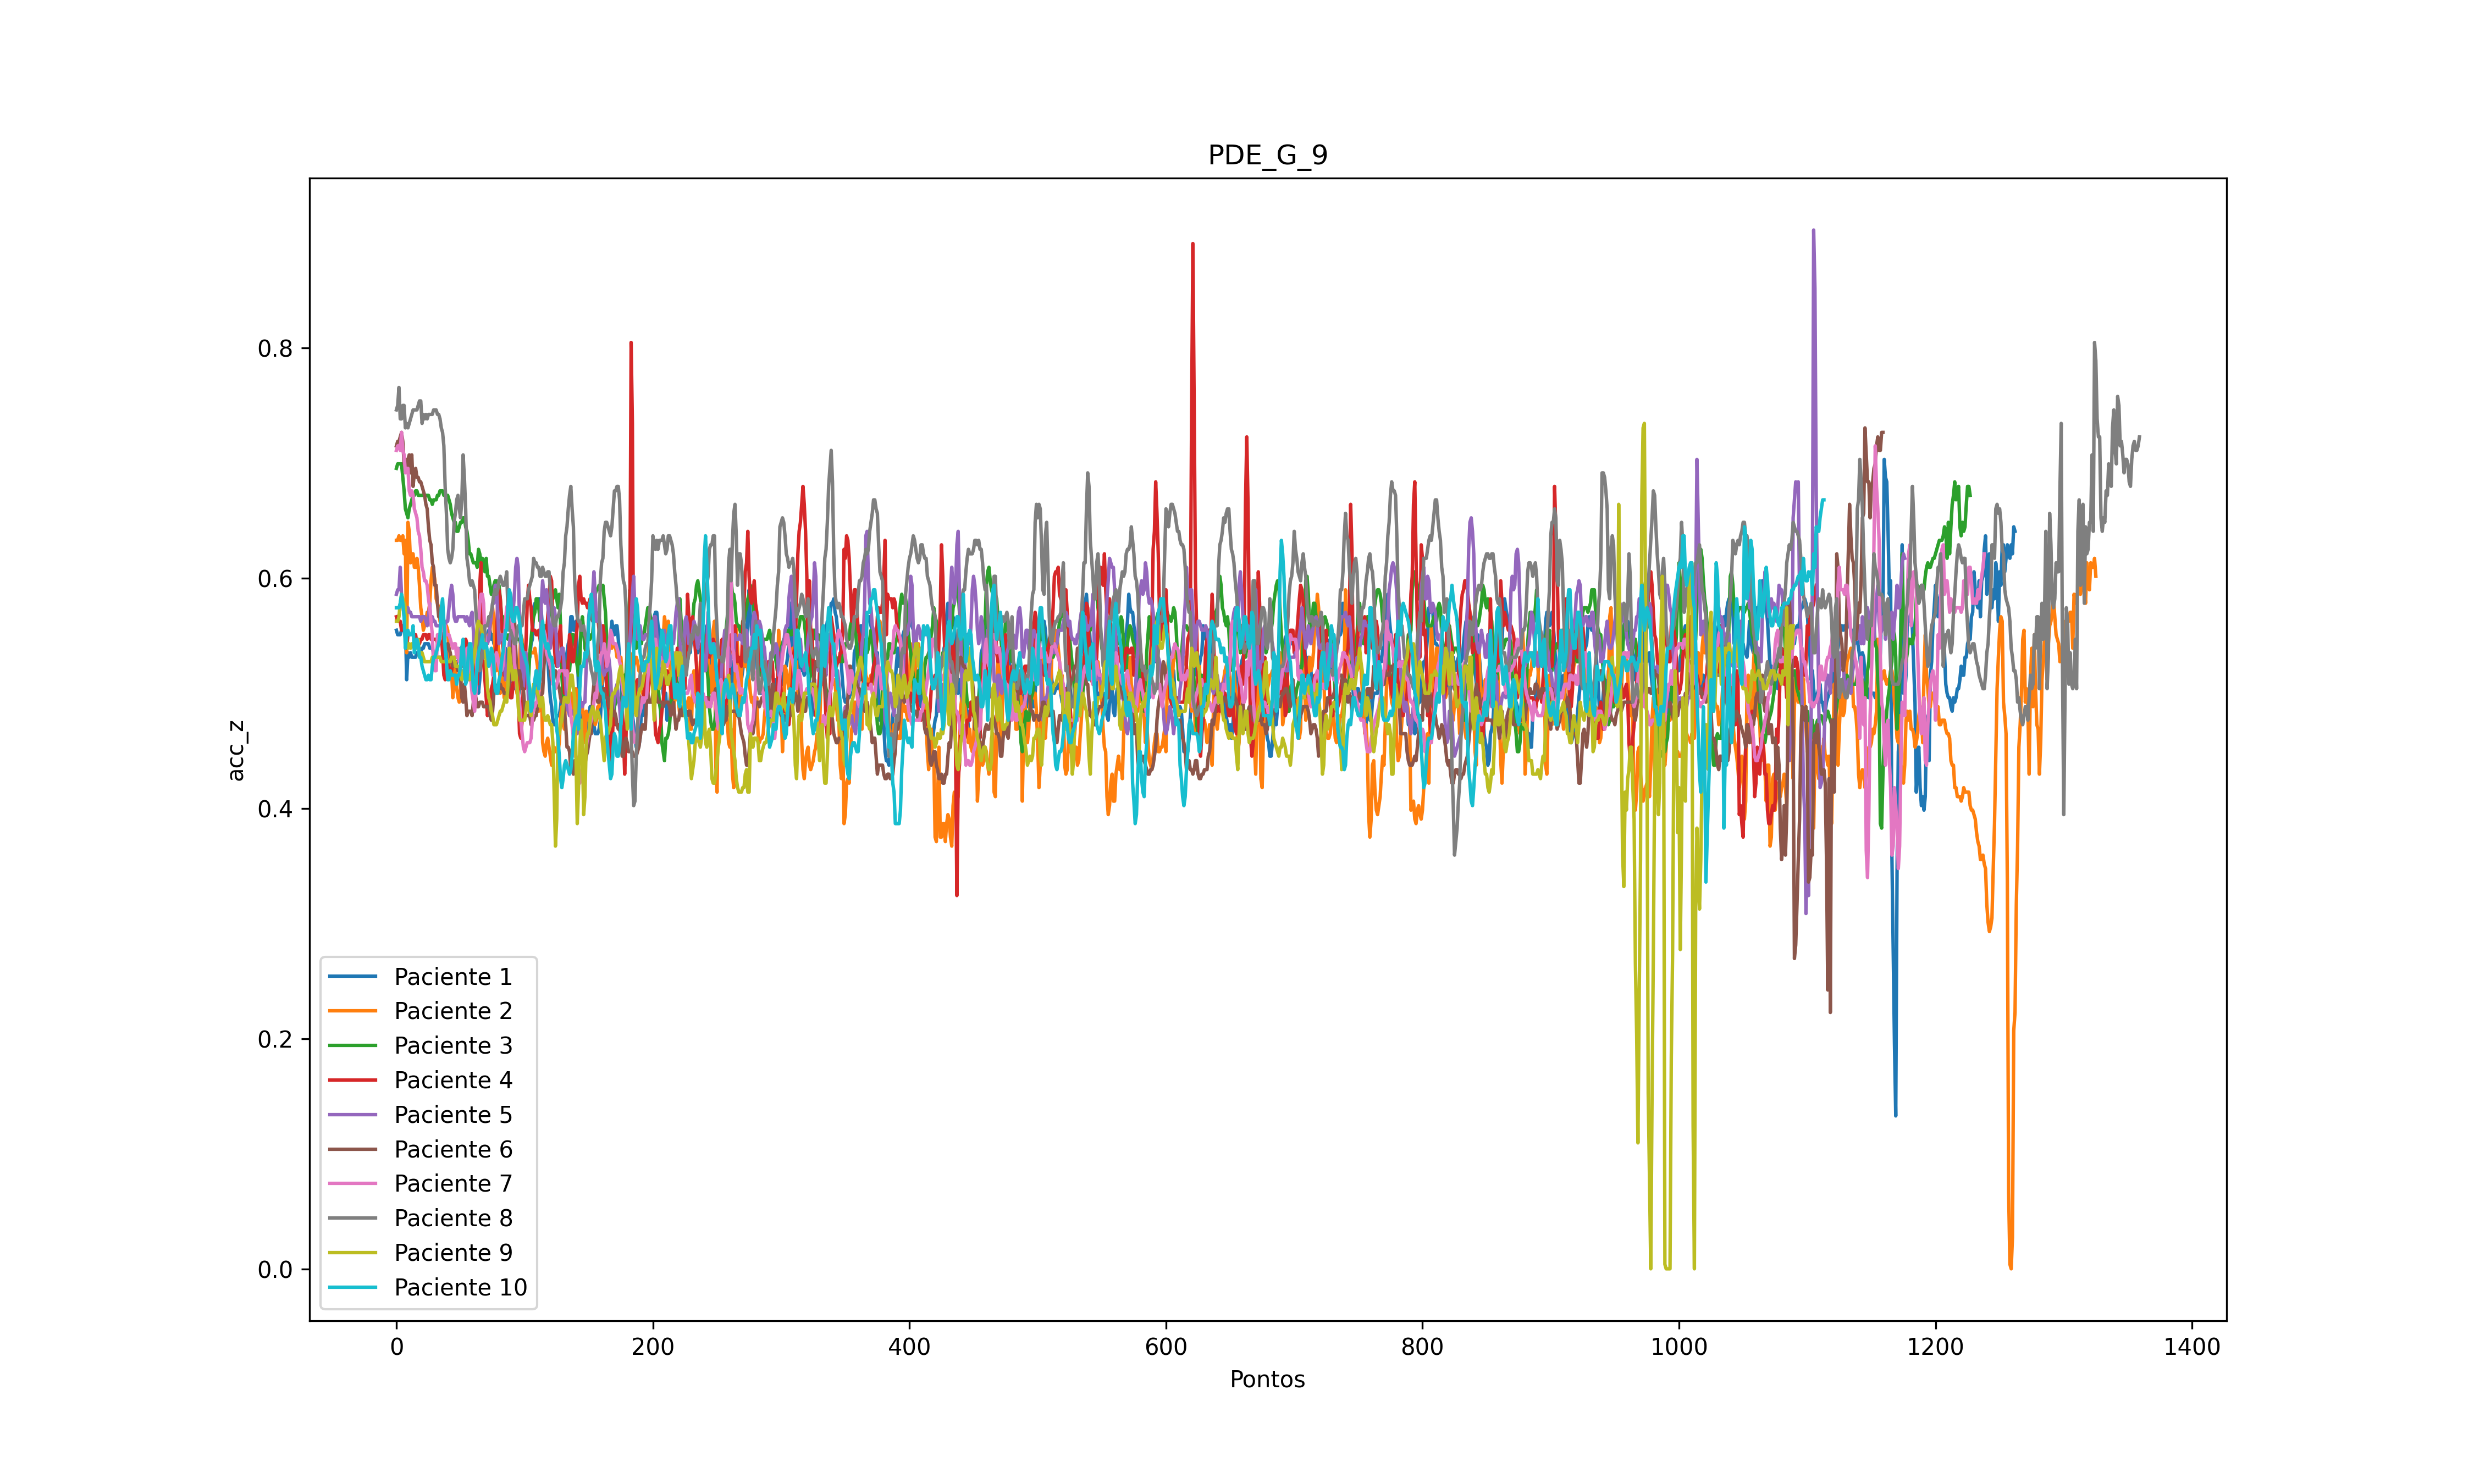 PDE_G_9
acc_z
0.8
0.6
0.4
0.2
0.0
Paciente 1
Paciente 2
Paciente 3
Paciente 4
Paciente 5
Paciente 6
Paciente 7
Paciente 8
Paciente 9
Paciente 10
0 200 400 600 800 1000 1200 1400
Pontos